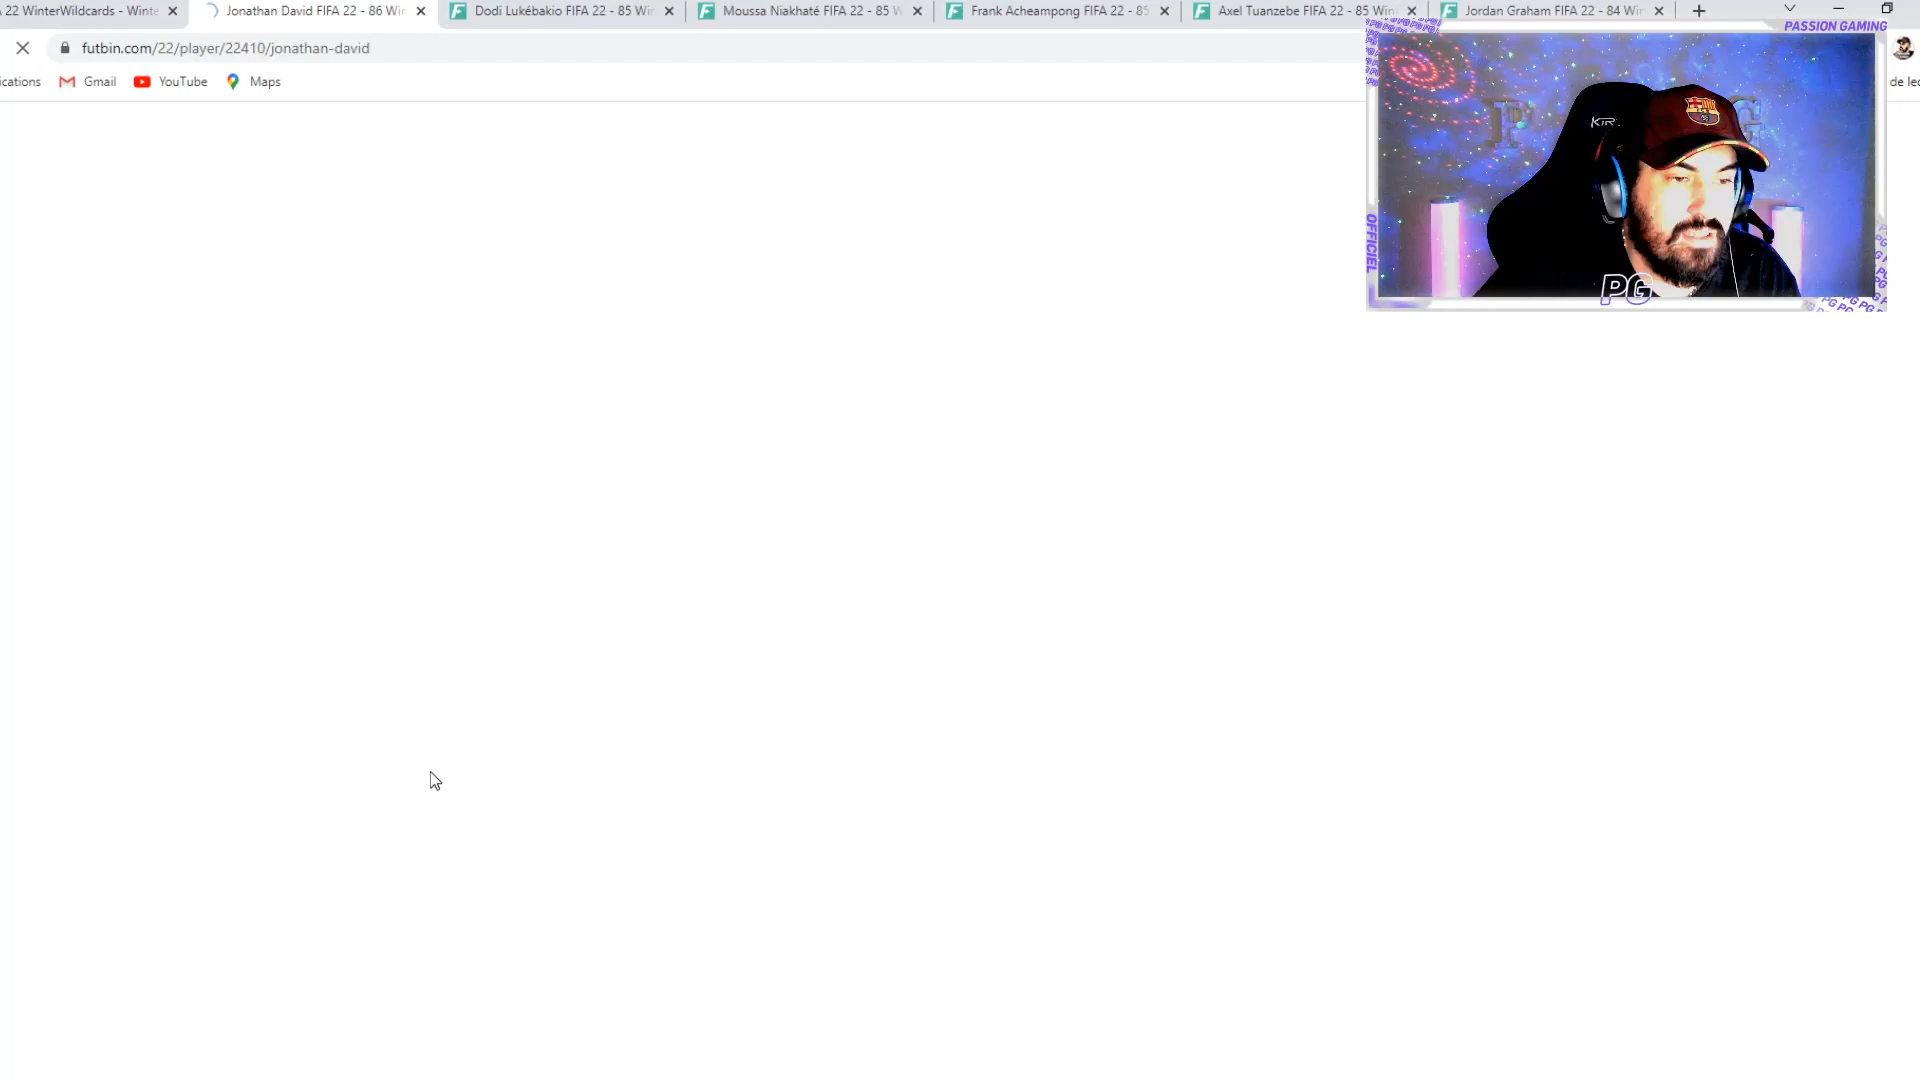 A 22 WinterWildcards - Winte
Jonathan David FIFA 22 - 86 Wir
Dodi Lukébakio FIFA 22 - 85 Wir
Moussa Niakhaté FIFA 22 - 85 W
Frank Acheampong FIFA 22 - 85
Axel Tuanzebe FIFA 22 - 85 Win
Jordan Graham FIFA 22 - 84 Wir
futbin.com/22/player/22410/jonathan-david
ications
Gmail
YouTube
Maps
de lec
PASSION GAMING
OFFICIEL
PG